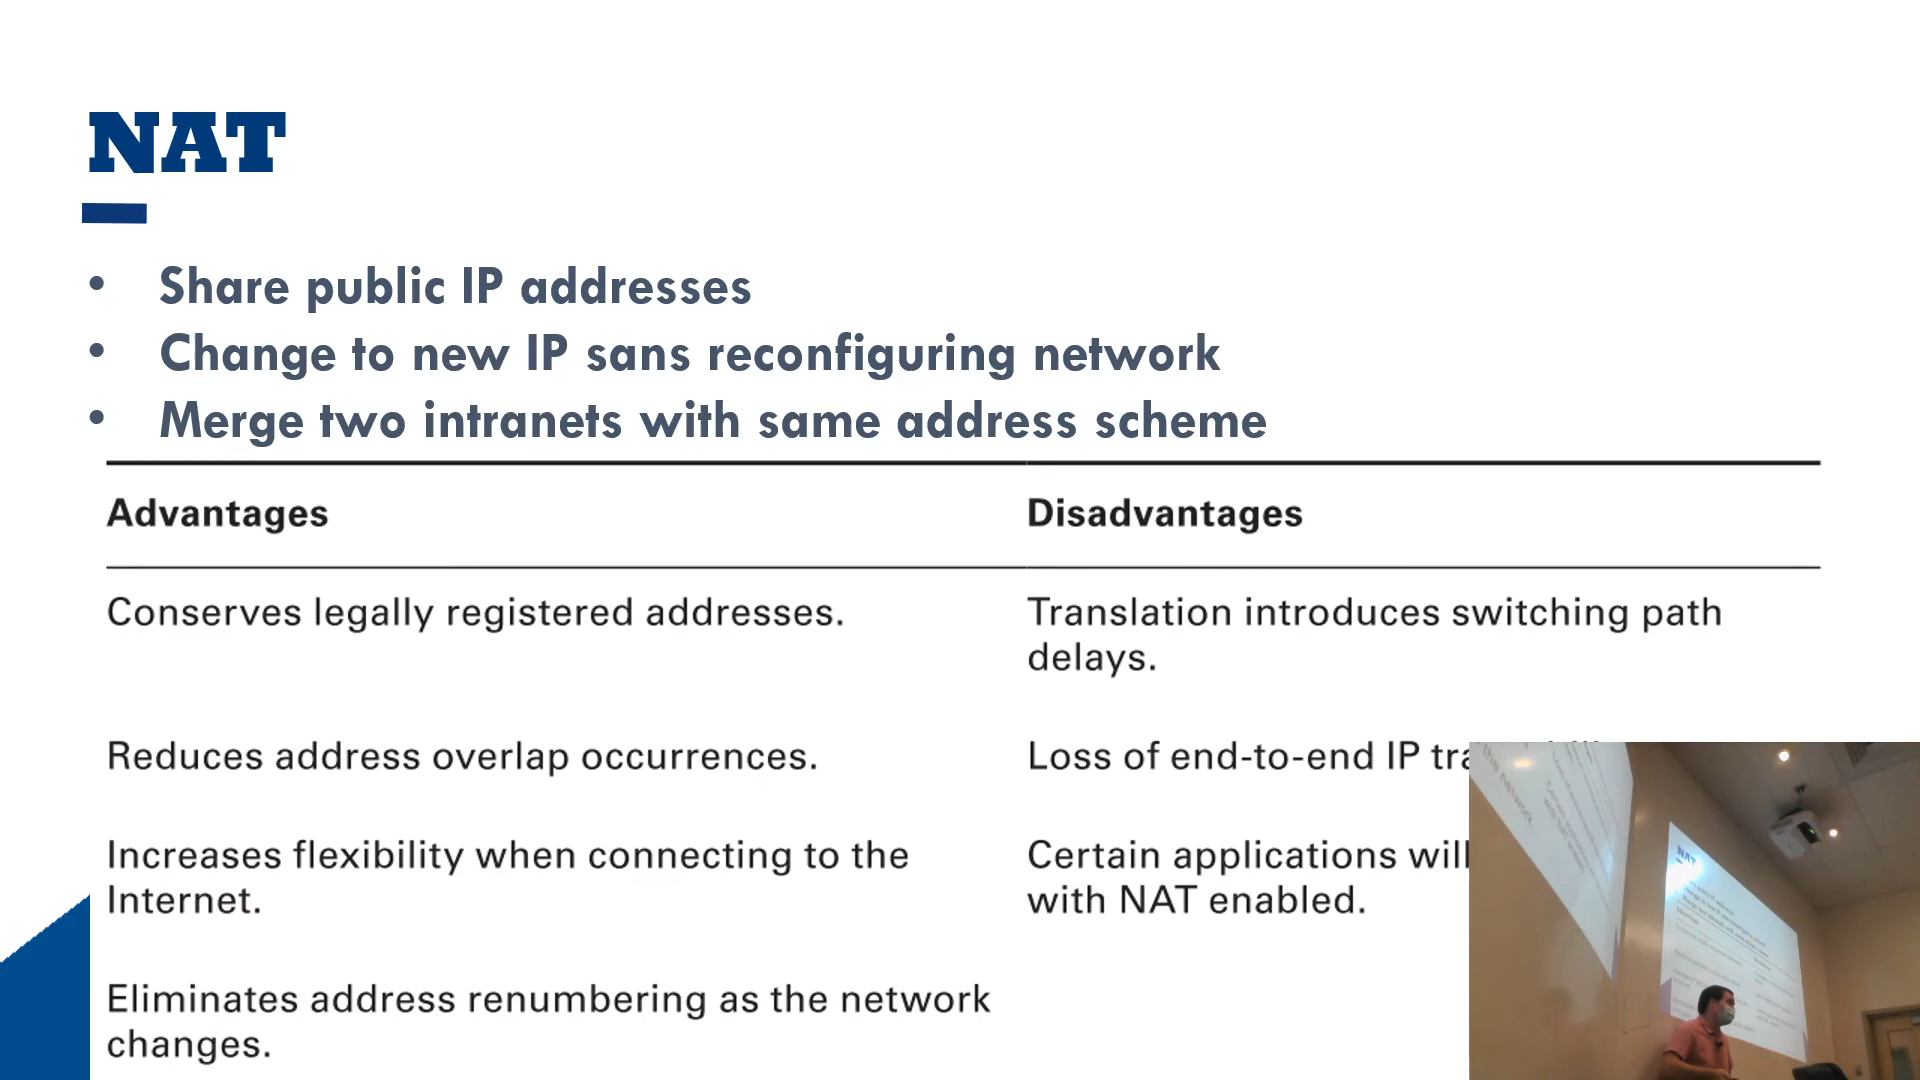 NAT
• Share public IP addresses
• Change to new IP sans reconfiguring network
• Merge two intranets with same address scheme
Advantages Disadvantages
Conserves legally registered addresses. Translation introduces switching path
delays.
Reduces address overlap occurrences. Loss of end-to-end IP
Increases flexibility when connecting to the Certain applications will
Internet. with NAT enabled.
Eliminates address renumbering as the network
changes.
the network
NAT